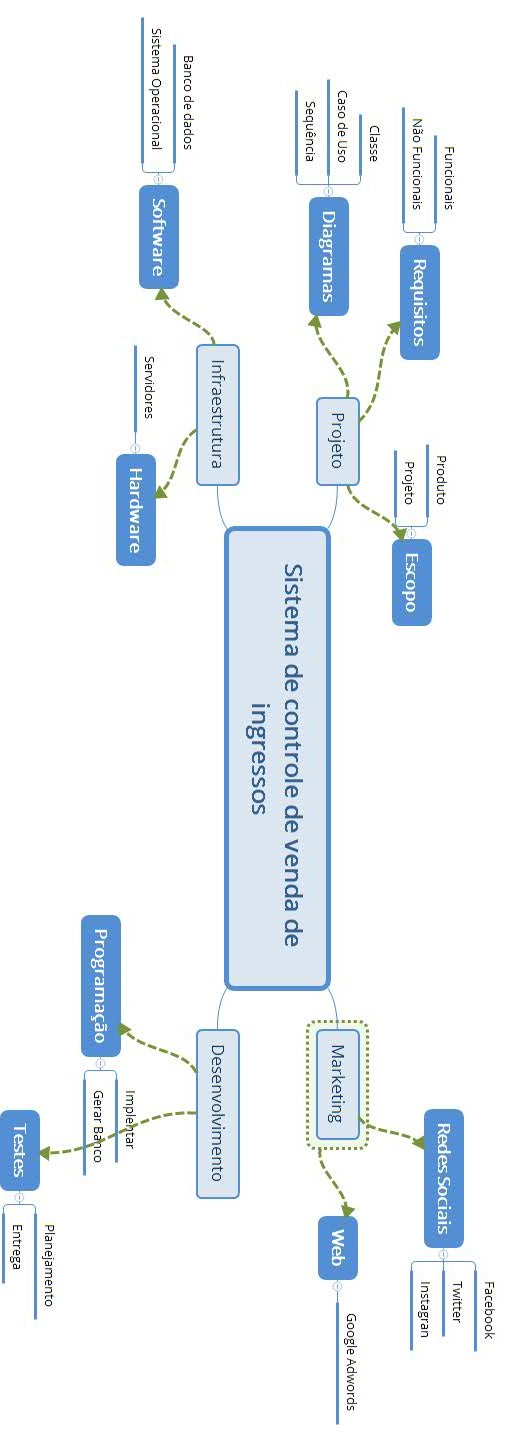 Funcionais
Não Funcionais
Requisitos
Classe
Caso de Uso
Sequência
Diagramas
Produto
Projeto
Escopo
Projeto
Banco de dados
Sistema Operacional
Software
Servidores
Hardware
Infraestrutura
Sistema de controle de venda de
ingressos
Marketing
Redes Sociais
Facebook
Twitter
Instagran
Web
Google Adwords
Desenvolvimento
Programação
Implentar
Gerar Banco
Testes
Planejamento
Entrega